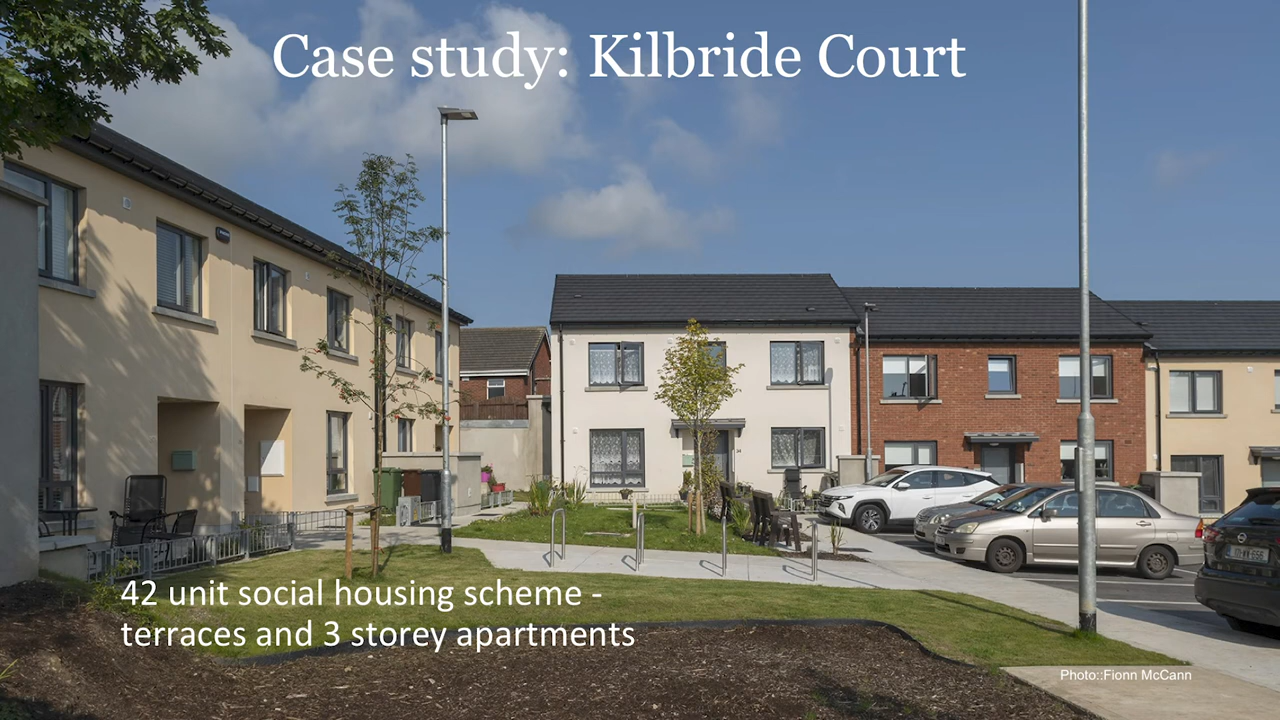 Case study: Kilbride Court
42 unit social housing scheme -
terraces and 3 storey apartments
Photo::Fionn McCann